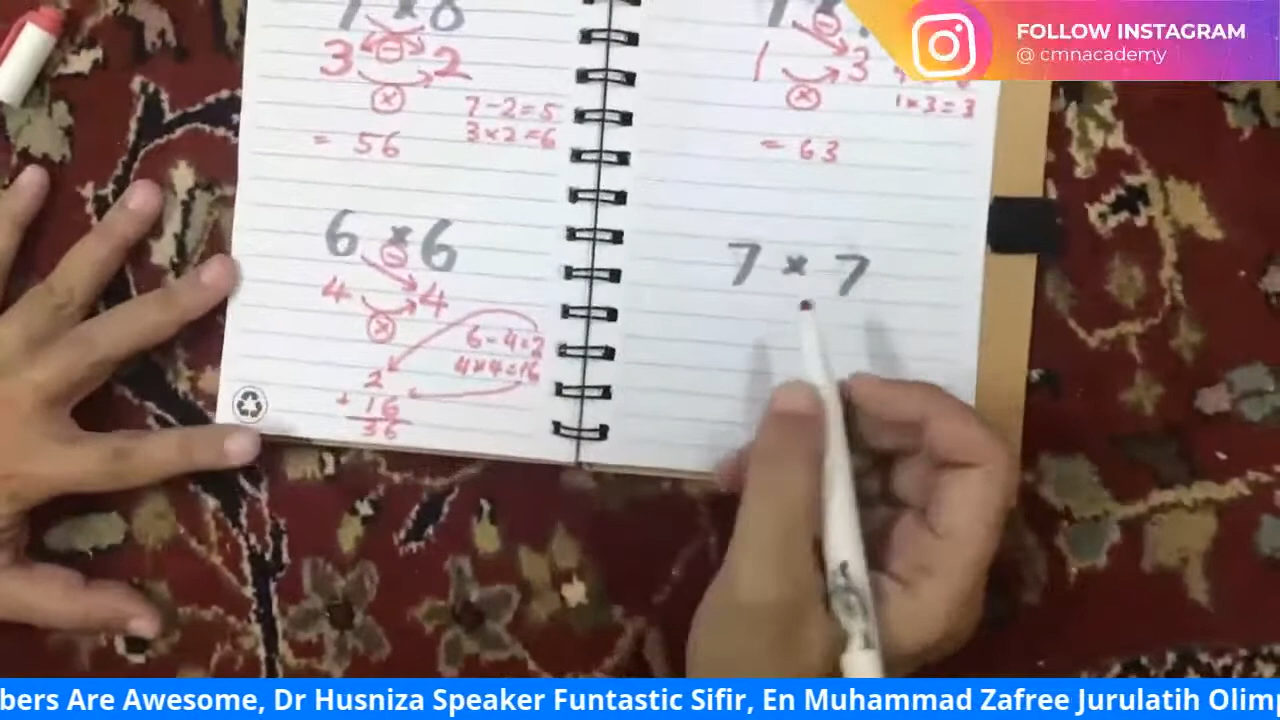 7 × 8
3 − 2
×
7 − 2 = 5
3 × 2 = 6
= 56
6 × 6
−
4 4
×
6 − 4 = 2
4 × 4 = 16
2
+ 16
36
−
1 3
×
1 × 3 = 3
= 63
7 × 7
FOLLOW INSTAGRAM
@ cmnacademy
bers Are Awesome, Dr Husniza Speaker Funtastic Sifir, En Muhammad Zafree Jurulatih Olim